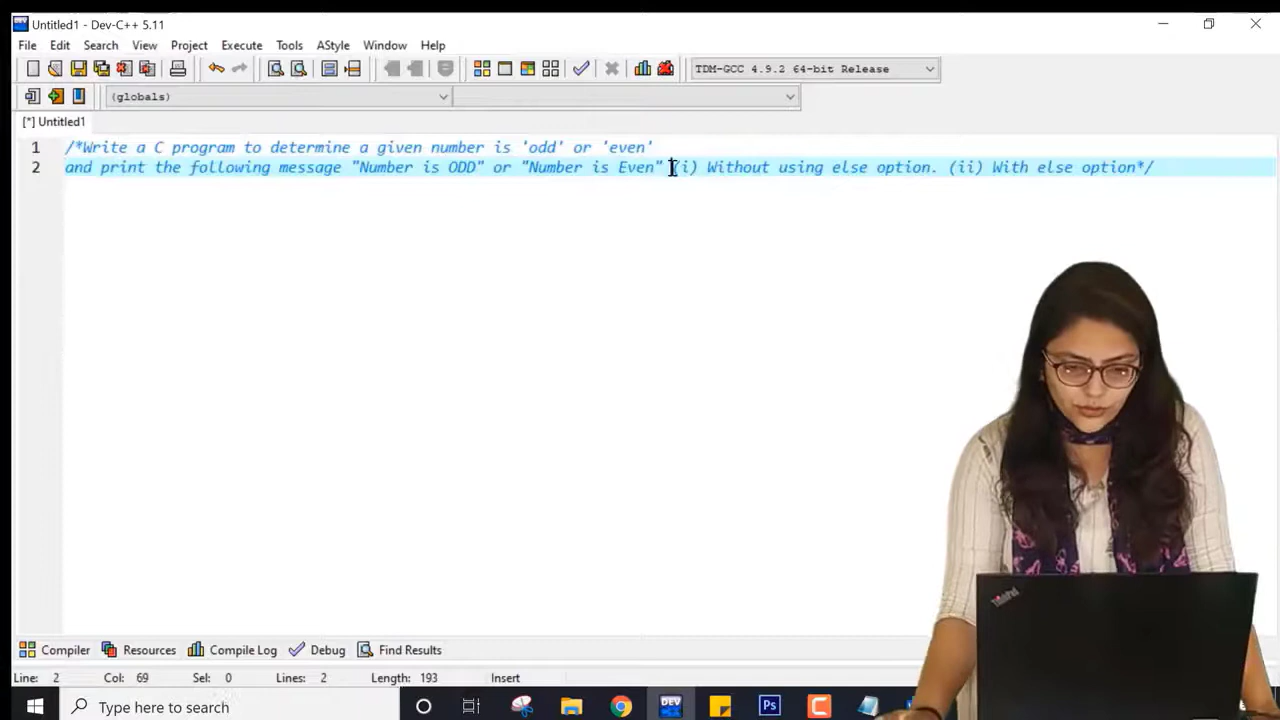 Untitled1 - Dev-C++ 5.11
File Edit Search View Project Execute Tools AStyle Window Help
TDM-GCC 4.9.2 64-bit Release
(globals)
[*] Untitled1
1 /*Write a C program to determine a given number is 'odd' or 'even'
2 and print the following message "Number is ODD" or "Number is Even" (i) Without using else option. (ii) With else option*/
ThinkPad
Compiler Resources Compile Log Debug Find Results
Line: 2 Col: 69 Sel: 0 Lines: 2 Length: 193 Insert
Type here to search DEV Ps